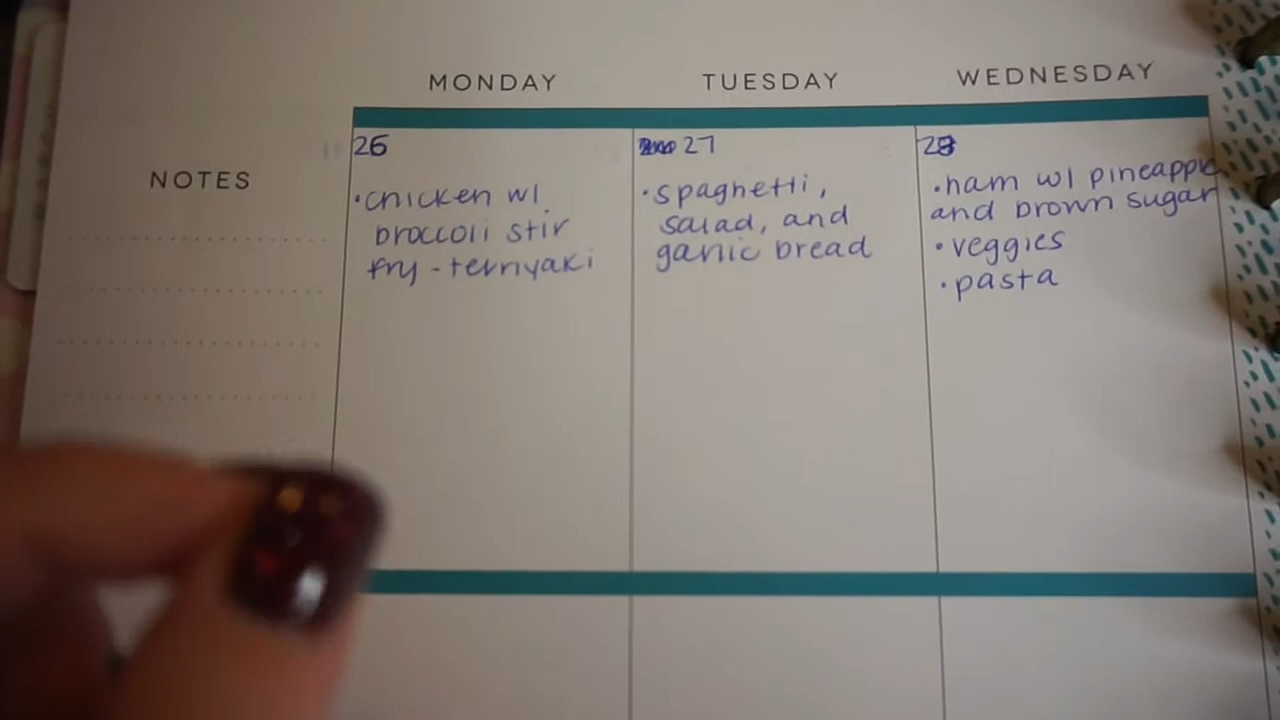 MONDAY TUESDAY WEDNESDAY
NOTES
26
• chicken w/
broccoli stir
fry - teriyaki
27
• spaghetti,
salad, and
garlic bread
28
• ham w/ pineapple
and brown sugar
• veggies
• pasta